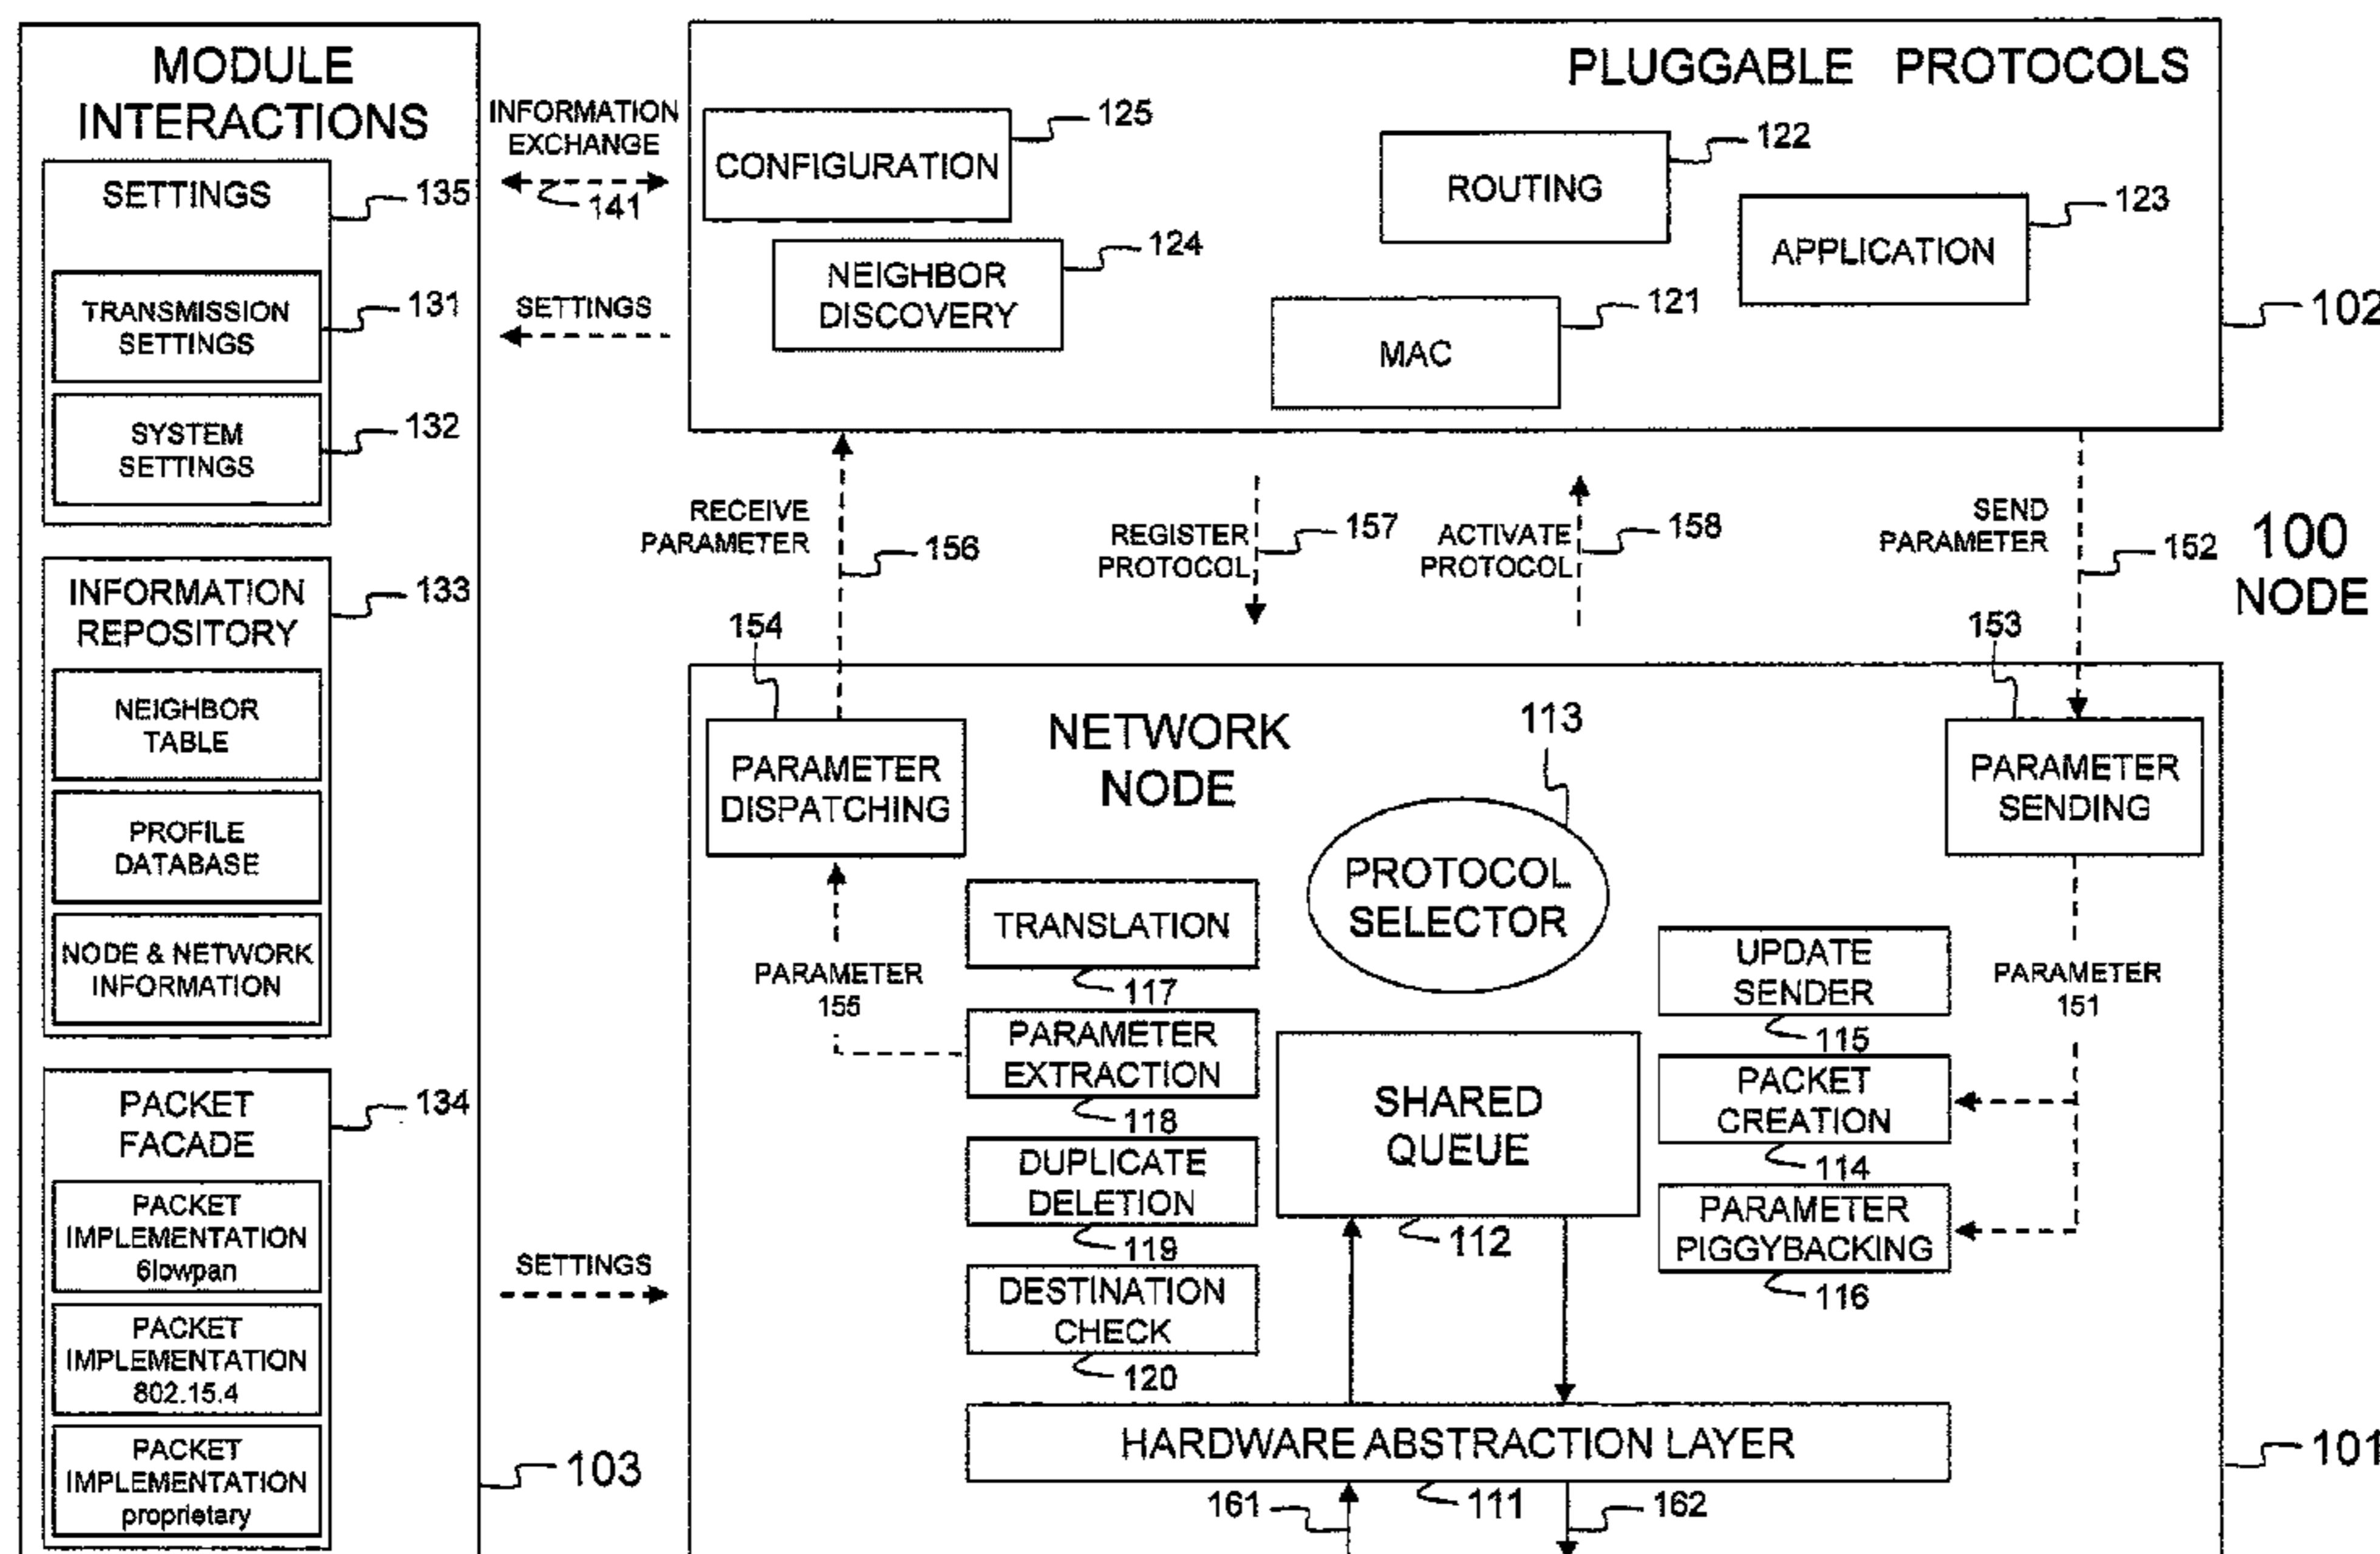 MODULE
INTERACTIONS
SETTINGS
135
TRANSMISSION
SETTINGS
131
SYSTEM
SETTINGS
132
INFORMATION
REPOSITORY
133
NEIGHBOR
TABLE
PROFILE
DATABASE
NODE & NETWORK
INFORMATION
PACKET
FACADE
134
PACKET
IMPLEMENTATION
6lowpan
PACKET
IMPLEMENTATION
802.15.4
PACKET
IMPLEMENTATION
proprietary
103
INFORMATION
EXCHANGE
141
SETTINGS
SETTINGS
PLUGGABLE PROTOCOLS
CONFIGURATION
125
NEIGHBOR
DISCOVERY
124
ROUTING
122
APPLICATION
123
MAC
121
102
RECEIVE
PARAMETER
156
REGISTER
PROTOCOL
157
ACTIVATE
PROTOCOL
158
SEND
PARAMETER
152
100
NODE
154
PARAMETER
DISPATCHING
NETWORK
NODE
113
PROTOCOL
SELECTOR
153
PARAMETER
SENDING
PARAMETER
155
TRANSLATION
117
PARAMETER
EXTRACTION
118
DUPLICATE
DELETION
119
DESTINATION
CHECK
120
SHARED
QUEUE
112
UPDATE
SENDER
115
PACKET
CREATION
114
PARAMETER
PIGGYBACKING
116
PARAMETER
151
HARDWARE ABSTRACTION LAYER
111
161
162
101